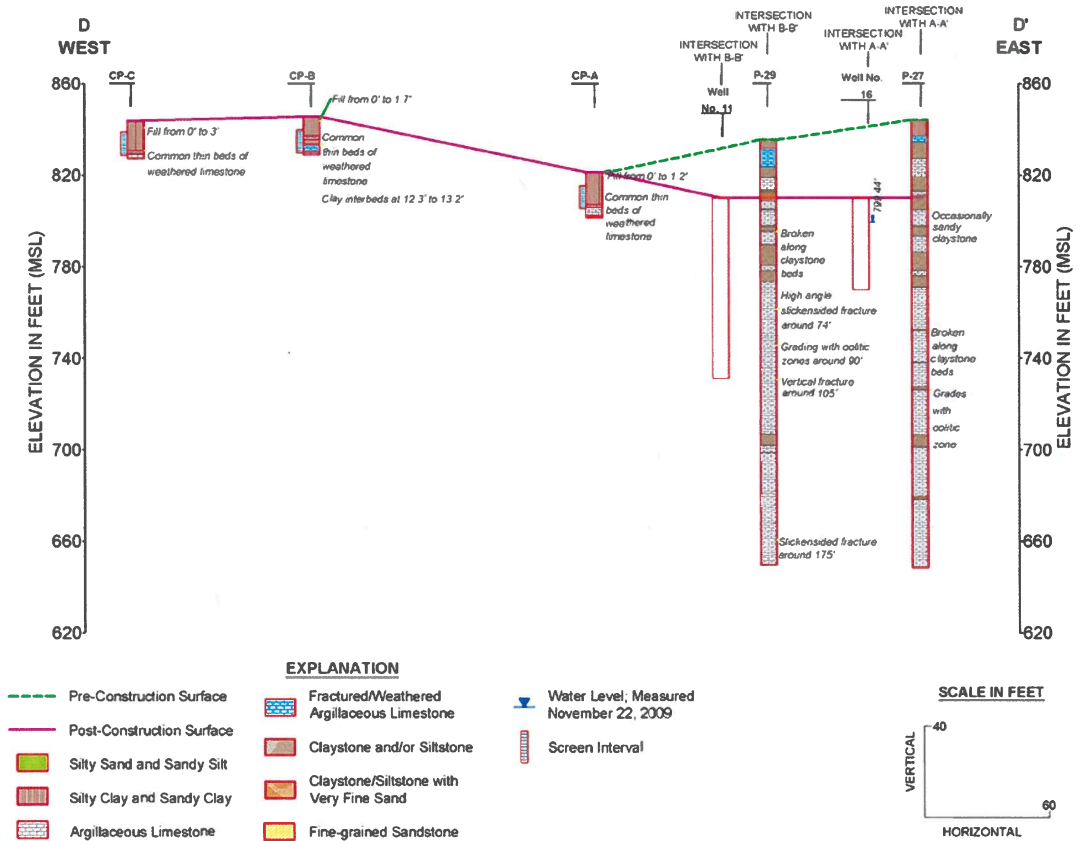 D
WEST
D'
EAST
INTERSECTION
WITH B-B'
INTERSECTION
WITH B-B'
INTERSECTION
WITH A-A'
INTERSECTION
WITH A-A'
CP-C
CP-B
CP-A
Well
No. 11
P-29
Well No.
16
P-27
ELEVATION IN FEET (MSL)
860
820
780
740
700
660
620
Fill from 0' to 3'
Common thin beds of
weathered limestone
Fill from 0' to 1 7'
Common
thin beds of
weathered
limestone
Clay interbeds at 12 3' to 13 2'
Fill from 0' to 1 2'
Common thin
beds of
weathered
limestone
Broken
along
claystone
beds
High angle
slickensided fracture
around 74'
Grading with oolitic
zones around 90'
Vertical fracture
around 105'
Slickensided fracture
around 175'
799 44'
Occasionally
sandy
claystone
Broken
along
claystone
beds
Grades
with
oolitic
zone
860
820
780
740
700
660
620
ELEVATION IN FEET (MSL)
EXPLANATION
Pre-Construction Surface
Post-Construction Surface
Silty Sand and Sandy Silt
Silty Clay and Sandy Clay
Argillaceous Limestone
Fractured/Weathered
Argillaceous Limestone
Claystone and/or Siltstone
Claystone/Siltstone with
Very Fine Sand
Fine-grained Sandstone
Water Level; Measured
November 22, 2009
Screen Interval
SCALE IN FEET
40
VERTICAL
60
HORIZONTAL